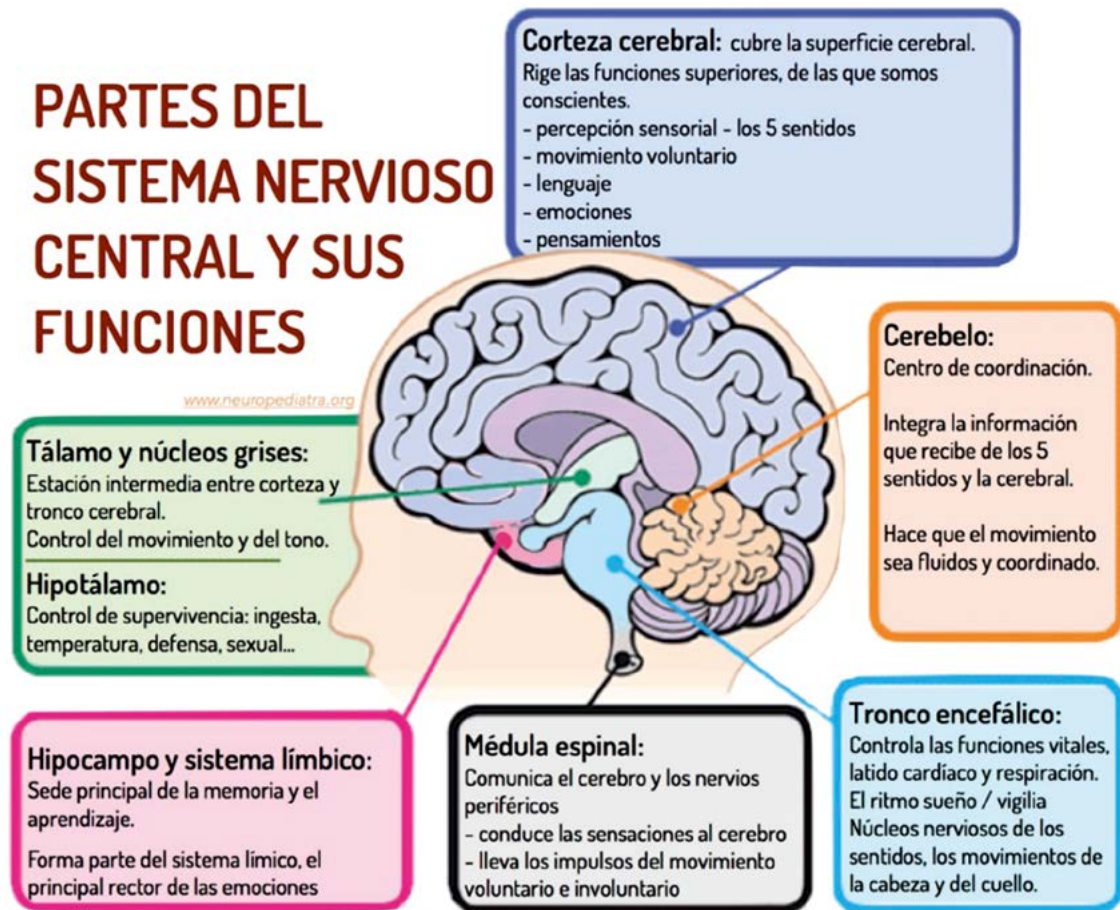 PARTES DEL
SISTEMA NERVIOSO
CENTRAL Y SUS
FUNCIONES
www.neuropediatra.org
Corteza cerebral: cubre la superficie cerebral.
Rige las funciones superiores, de las que somos
conscientes.
- percepción sensorial - los 5 sentidos
- movimiento voluntario
- lenguaje
- emociones
- pensamientos
Cerebelo:
Centro de coordinación.
Integra la información
que recibe de los 5
sentidos y la cerebral.
Hace que el movimiento
sea fluidos y coordinado.
Tálamo y núcleos grises:
Estación intermedia entre corteza y
tronco cerebral.
Control del movimiento y del tono.
Hipotálamo:
Control de supervivencia: ingesta,
temperatura, defensa, sexual...
Hipocampo y sistema límbico:
Sede principal de la memoria y el
aprendizaje.
Forma parte del sistema límico, el
principal rector de las emociones
Médula espinal:
Comunica el cerebro y los nervios
periféricos
- conduce las sensaciones al cerebro
- lleva los impulsos del movimiento
voluntario e involuntario
Tronco encefálico:
Controla las funciones vitales,
latido cardíaco y respiración.
El ritmo sueño / vigilia
Núcleos nerviosos de los
sentidos, los movimientos de
la cabeza y del cuello.